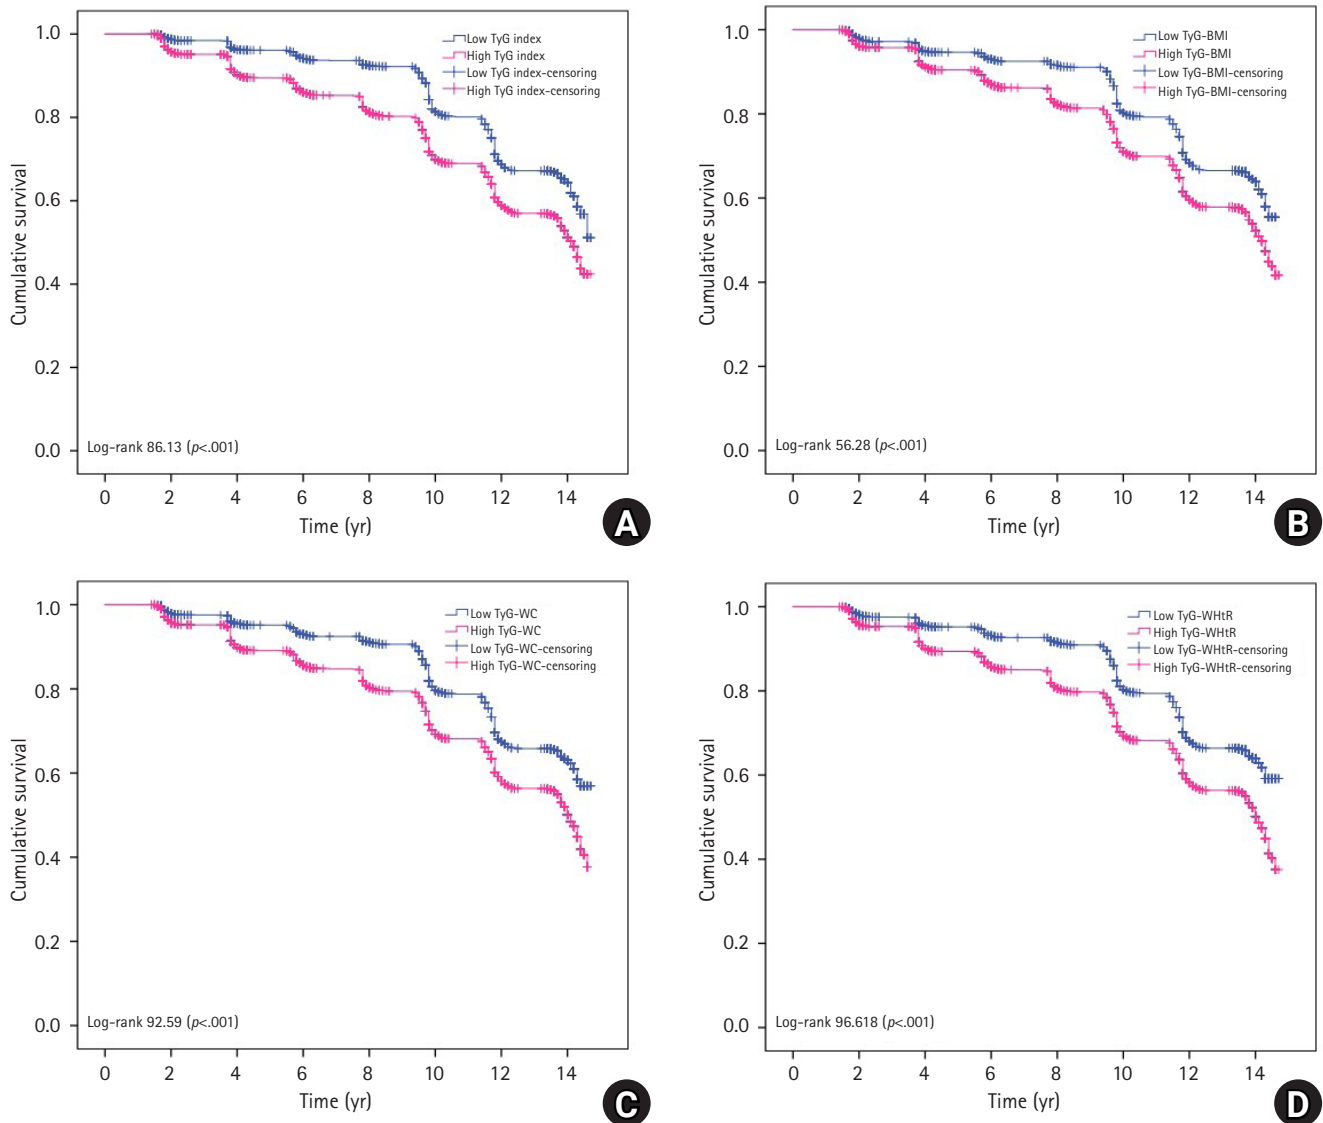 1.0
0.8
0.6
0.4
0.2
0.0
Cumulative survival
Low TyG index
High TyG index
Low TyG index-censoring
High TyG index-censoring
Log-rank 86.13 (p<.001)
0 2 4 6 8 10 12 14
Time (yr)
A
1.0
0.8
0.6
0.4
0.2
0.0
Cumulative survival
Low TyG-BMI
High TyG-BMI
Low TyG-BMI-censoring
High TyG-BMI-censoring
Log-rank 56.28 (p<.001)
0 2 4 6 8 10 12 14
Time (yr)
B
1.0
0.8
0.6
0.4
0.2
0.0
Cumulative survival
Low TyG-WC
High TyG-WC
Low TyG-WC-censoring
High TyG-WC-censoring
Log-rank 92.59 (p<.001)
0 2 4 6 8 10 12 14
Time (yr)
C
1.0
0.8
0.6
0.4
0.2
0.0
Cumulative survival
Low TyG-WHtR
High TyG-WHtR
Low TyG-WHtR-censoring
High TyG-WHtR-censoring
Log-rank 96.618 (p<.001)
0 2 4 6 8 10 12 14
Time (yr)
D